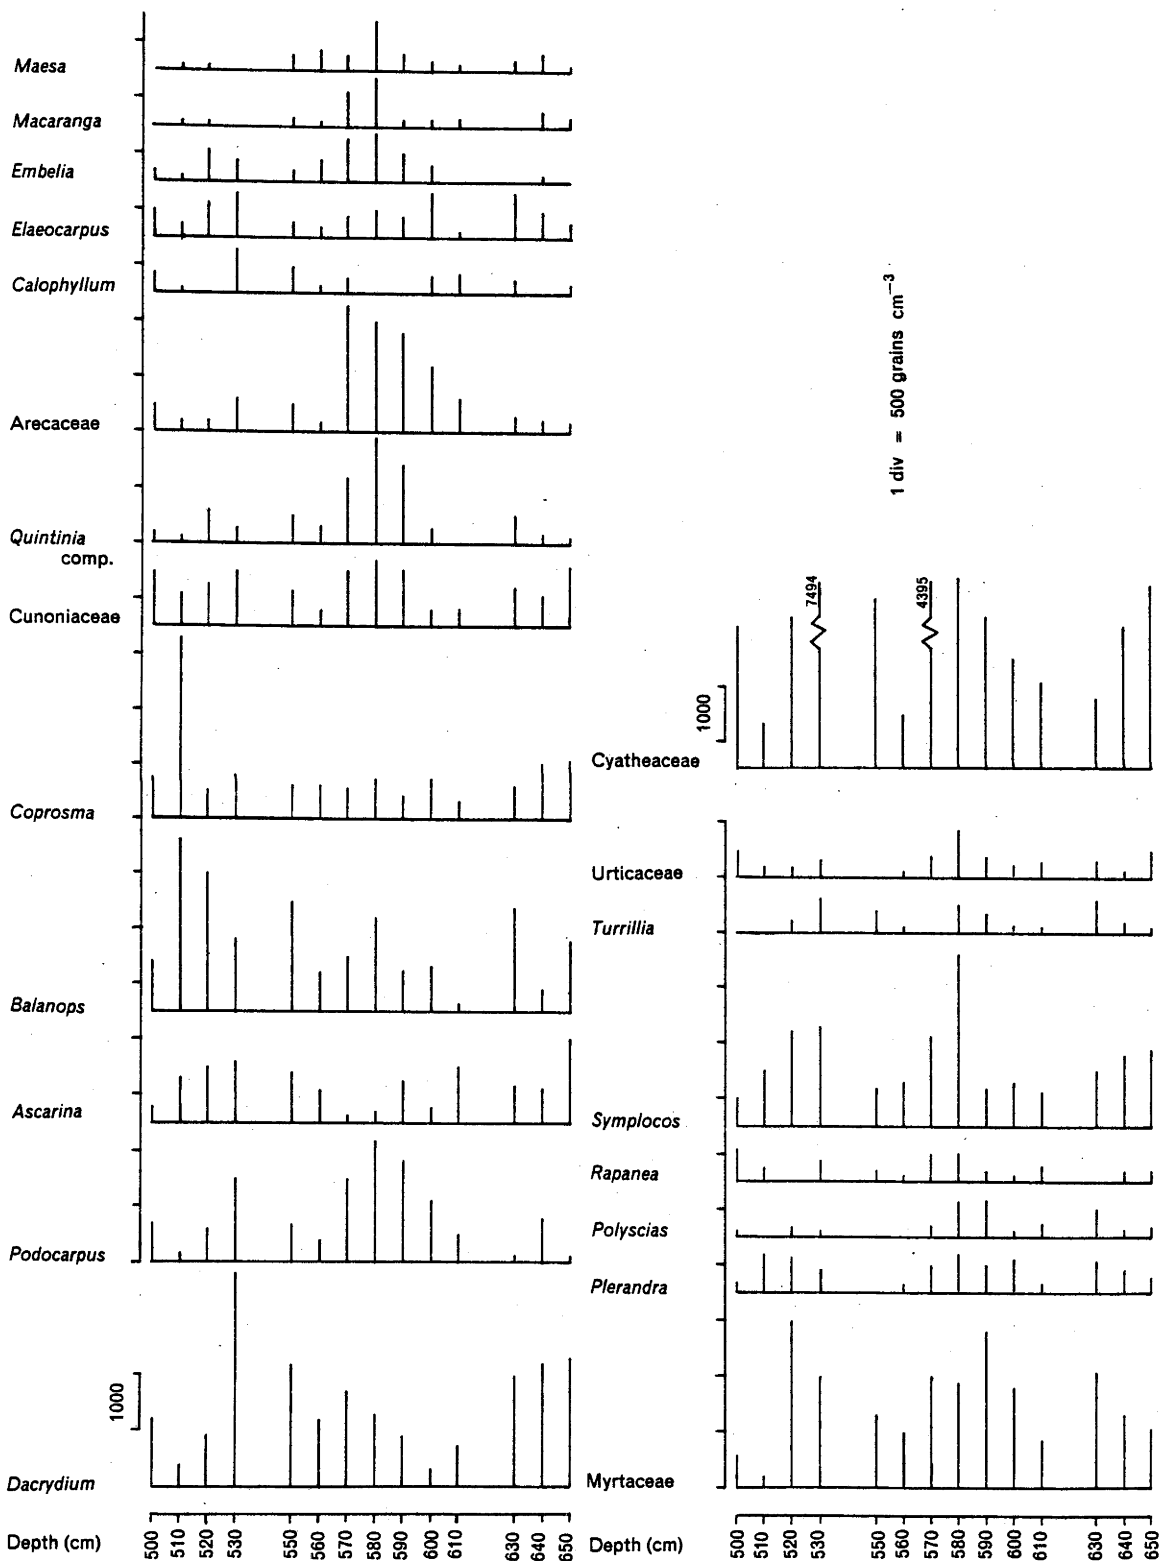 Maesa
Macaranga
Embelia
Elaeocarpus
Calophyllum
Arecaceae
Quintinia
comp.
Cunoniaceae
Coprosma
Balanops
Ascarina
Podocarpus
1000
Dacrydium
Depth (cm)
500 510 520 530 550 560 570 580 590 600 610 630 640 650
1 div = 500 grains cm⁻³
7494
4395
1000
Cyatheaceae
Urticaceae
Turrillia
Symplocos
Rapanea
Polyscias
Plerandra
Myrtaceae
Depth (cm)
500 510 520 530 550 560 570 580 590 600 610 630 640 650